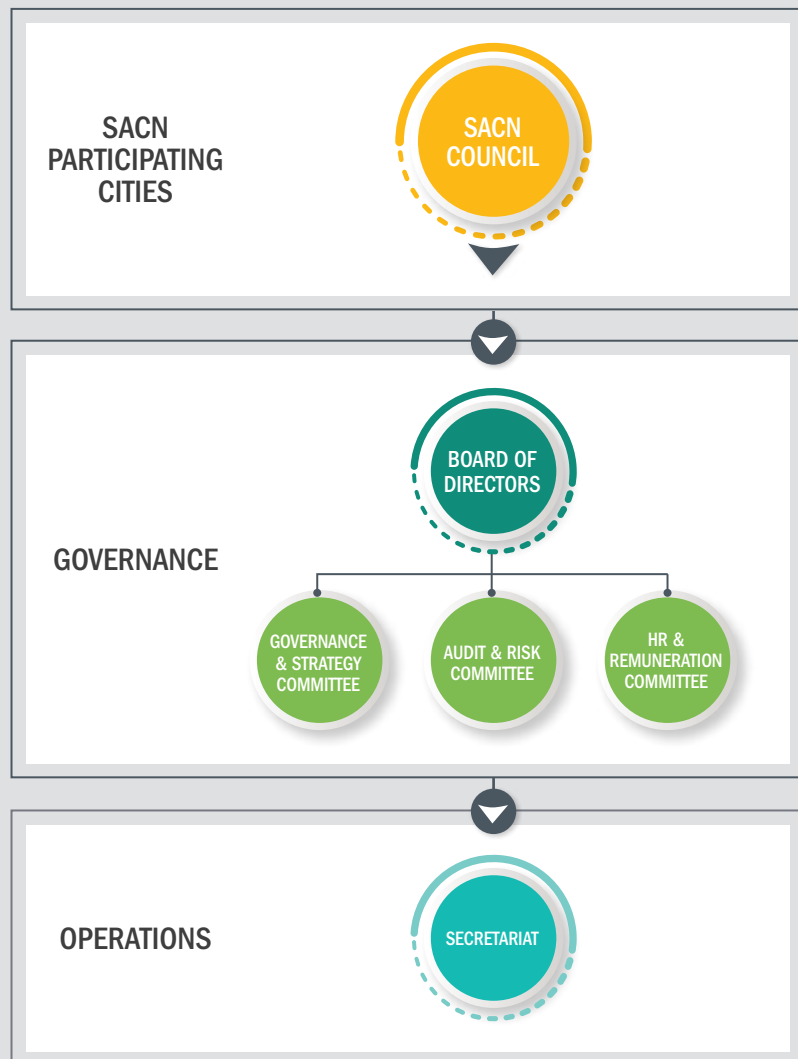 SACN
PARTICIPATING
CITIES
SACN
COUNCIL
GOVERNANCE
BOARD OF
DIRECTORS
GOVERNANCE
& STRATEGY
COMMITTEE
AUDIT & RISK
COMMITTEE
HR &
REMUNERATION
COMMITTEE
OPERATIONS
SECRETARIAT